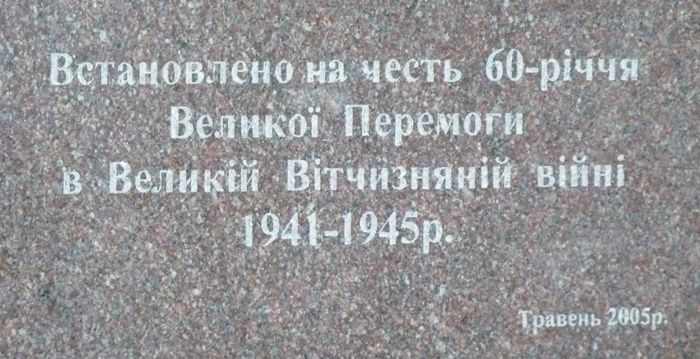 Встановлено на честь 60-річчя
Великої Перемоги
в Великій Вітчизняній війні
1941-1945р.
Травень 2005р.